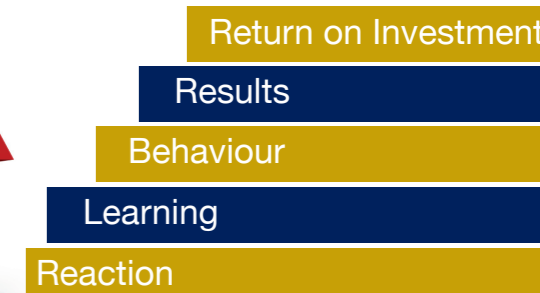 Return on Investment
Results
Behaviour
Learning
Reaction